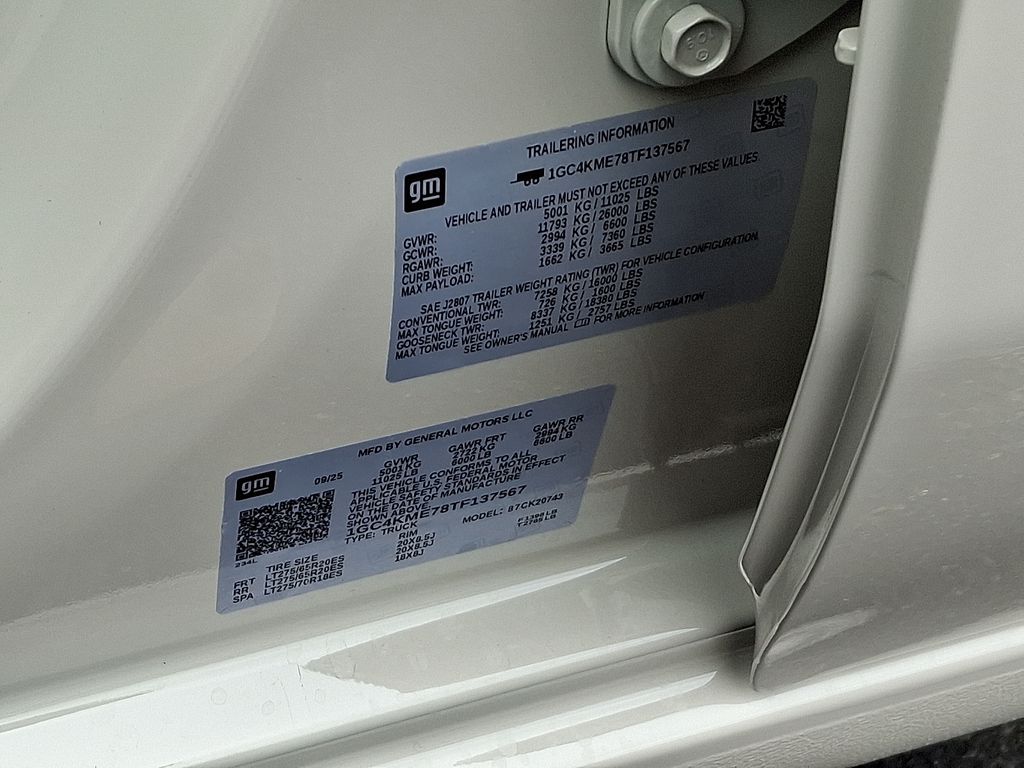 TRAILERING INFORMATION
gm
1GC4KME78TF137567
VEHICLE AND TRAILER MUST NOT EXCEED ANY OF THESE VALUES.
GVWR: 5001 KG / 11025 LBS
GCWR: 11793 KG / 26000 LBS
RGAWR: 2994 KG / 6600 LBS
CURB WEIGHT: 3339 KG / 7360 LBS
MAX PAYLOAD: 1662 KG / 3665 LBS
SAE J2807 TRAILER WEIGHT RATING (TWR) FOR VEHICLE CONFIGURATION.
CONVENTIONAL TWR: 7258 KG / 16000 LBS
MAX TONGUE WEIGHT: 726 KG / 1600 LBS
GOOSENECK TWR: 8337 KG / 18380 LBS
MAX TONGUE WEIGHT: 1251 KG / 2757 LBS
SEE OWNER'S MANUAL FOR MORE INFORMATION
gm
09/25
MFD BY GENERAL MOTORS LLC
GVWR GAWR FRT GAWR RR
5001 KG 2722 KG 2994 KG
11025 LB 6000 LB 6600 LB
THIS VEHICLE CONFORMS TO ALL
APPLICABLE U.S. FEDERAL MOTOR
VEHICLE SAFETY STANDARDS IN EFFECT
ON THE DATE OF MANUFACTURE
SHOWN ABOVE.
1GC4KME78TF137567
TYPE: TRUCK MODEL: 87CK20743
234L
TIRE SIZE RIM
FRT LT275/65R20ES 20X8.5J
RR LT275/65R20ES 20X8.5J
SPA LT275/70R18ES 18X8J
T2765 LB